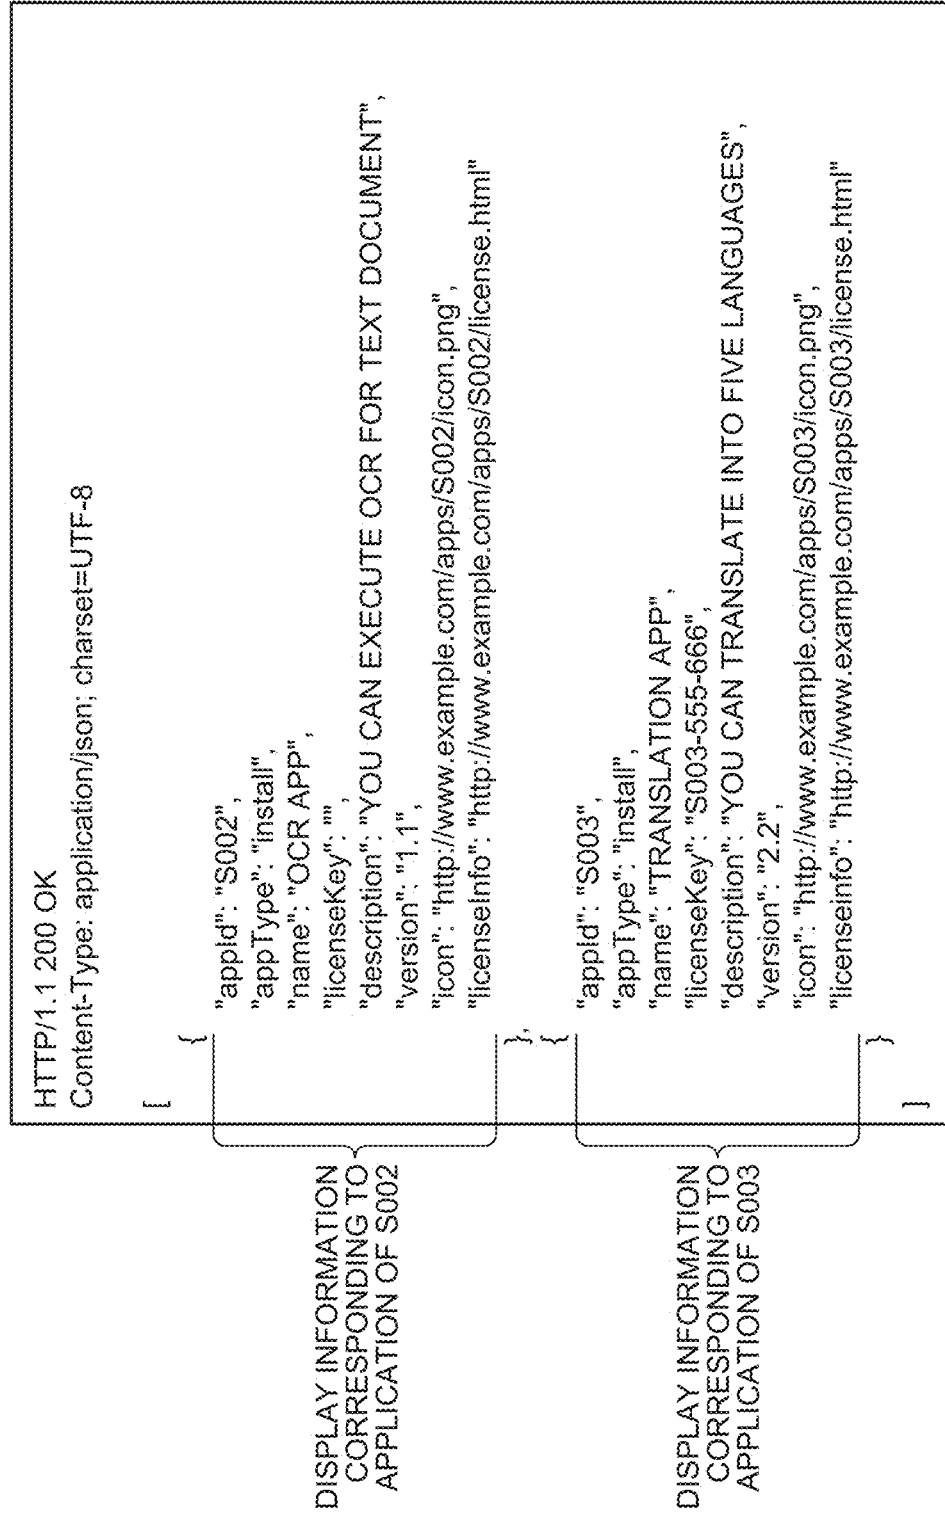 HTTP/1.1 200 OK
Content-Type: application/json; charset=UTF-8
[
{
"appId": "S002",
"appType": "install",
"name": "OCR APP",
"licenseKey": "",
"description": "YOU CAN EXECUTE OCR FOR TEXT DOCUMENT",
"version": "1.1",
"icon": "http://www.example.com/apps/S002/icon.png",
"licenseInfo": "http://www.example.com/apps/S002/license.html"
},
{
"appId": "S003",
"appType": "install",
"name": "TRANSLATION APP",
"licenseKey": "S003-555-666",
"description": "YOU CAN TRANSLATE INTO FIVE LANGUAGES",
"version": "2.2",
"icon": "http://www.example.com/apps/S003/icon.png",
"licenseInfo": "http://www.example.com/apps/S003/license.html"
}
]
DISPLAY INFORMATION
CORRESPONDING TO
APPLICATION OF S002
DISPLAY INFORMATION
CORRESPONDING TO
APPLICATION OF S003